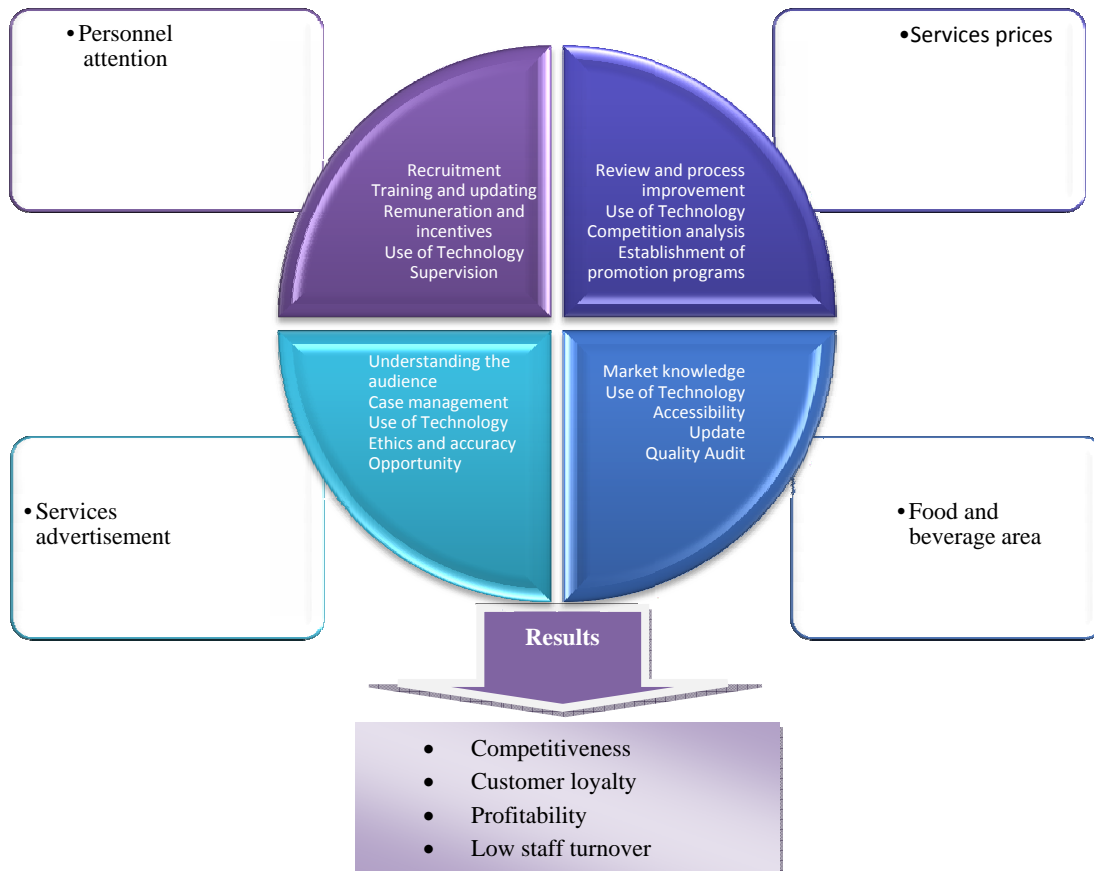 •Personnel
attention
•Services prices
Recruitment
Training and updating
Remuneration and
incentives
Use of Technology
Supervision
Review and process
improvement
Use of Technology
Competition analysis
Establishment of
promotion programs
Understanding the
audience
Case management
Use of Technology
Ethics and accuracy
Opportunity
Market knowledge
Use of Technology
Accessibility
Update
Quality Audit
•Services
advertisement
•Food and
beverage area
Results
• Competitiveness
• Customer loyalty
• Profitability
• Low staff turnover